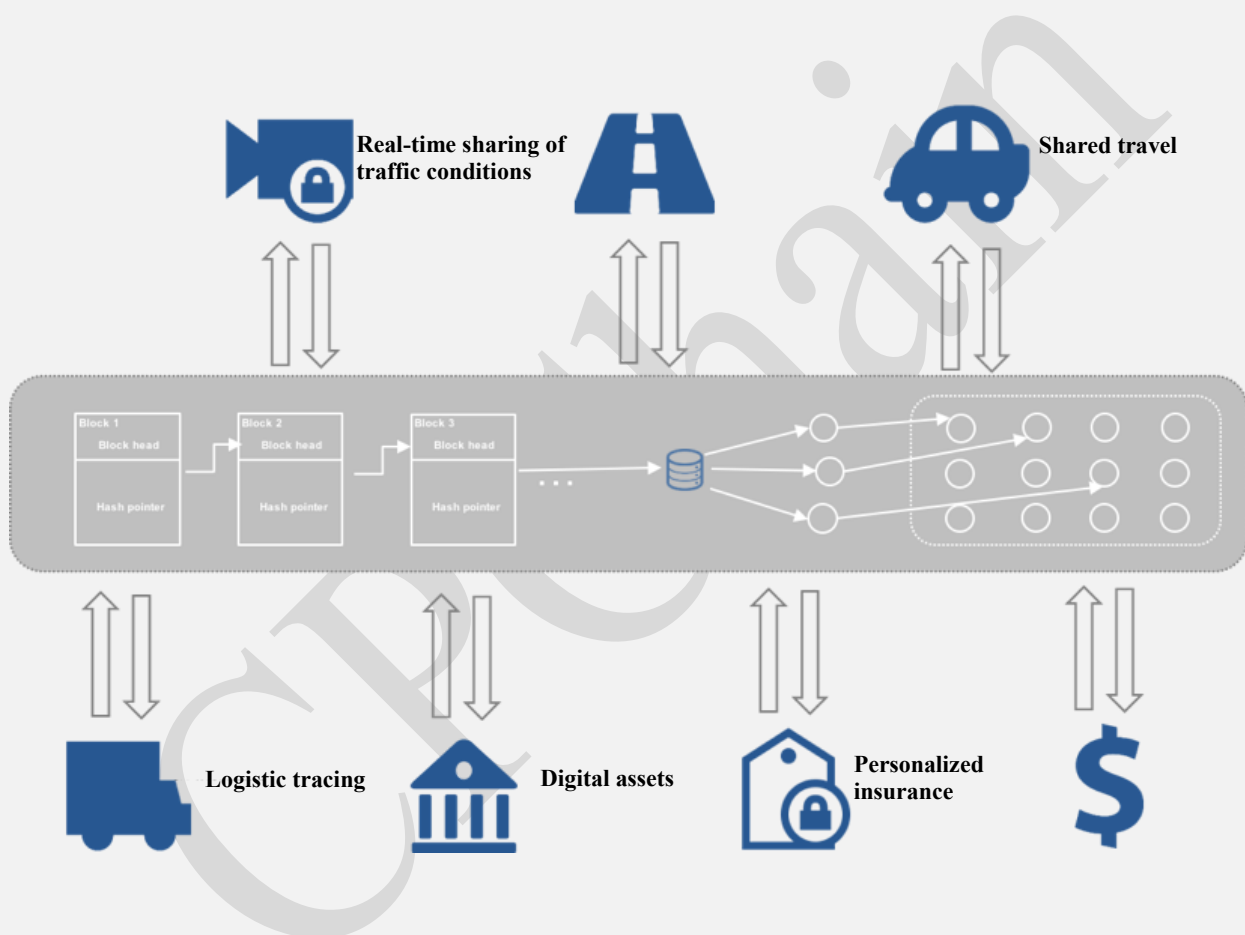 Real-time sharing of
traffic conditions
Shared travel
Block 1
Block head
Hash pointer
Block 2
Block head
Hash pointer
Block 3
Block head
Hash pointer
...
Logistic tracing
Digital assets
Personalized
insurance
$
CPChain